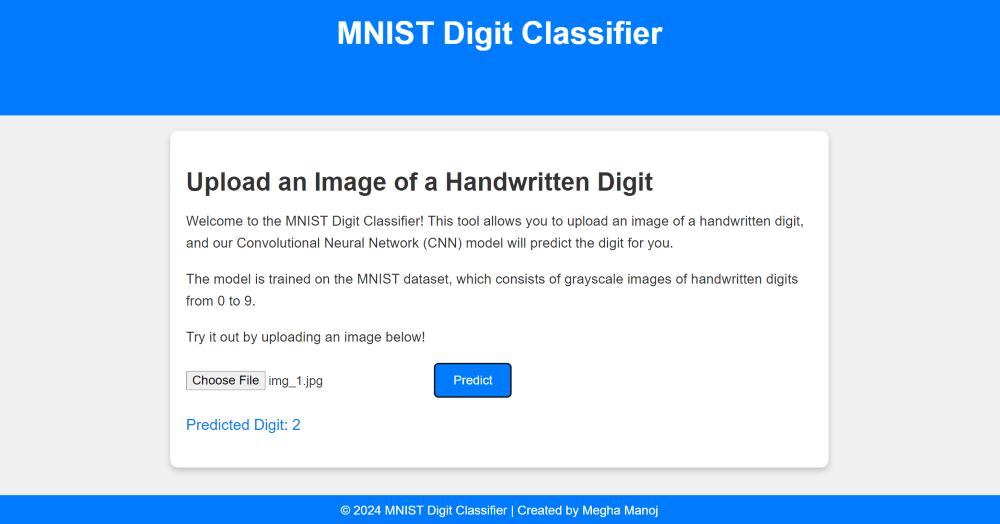 MNIST Digit Classifier
Upload an Image of a Handwritten Digit
Welcome to the MNIST Digit Classifier! This tool allows you to upload an image of a handwritten digit,
and our Convolutional Neural Network (CNN) model will predict the digit for you.
The model is trained on the MNIST dataset, which consists of grayscale images of handwritten digits
from 0 to 9.
Try it out by uploading an image below!
Choose File img_1.jpg Predict
Predicted Digit: 2
© 2024 MNIST Digit Classifier | Created by Megha Manoj